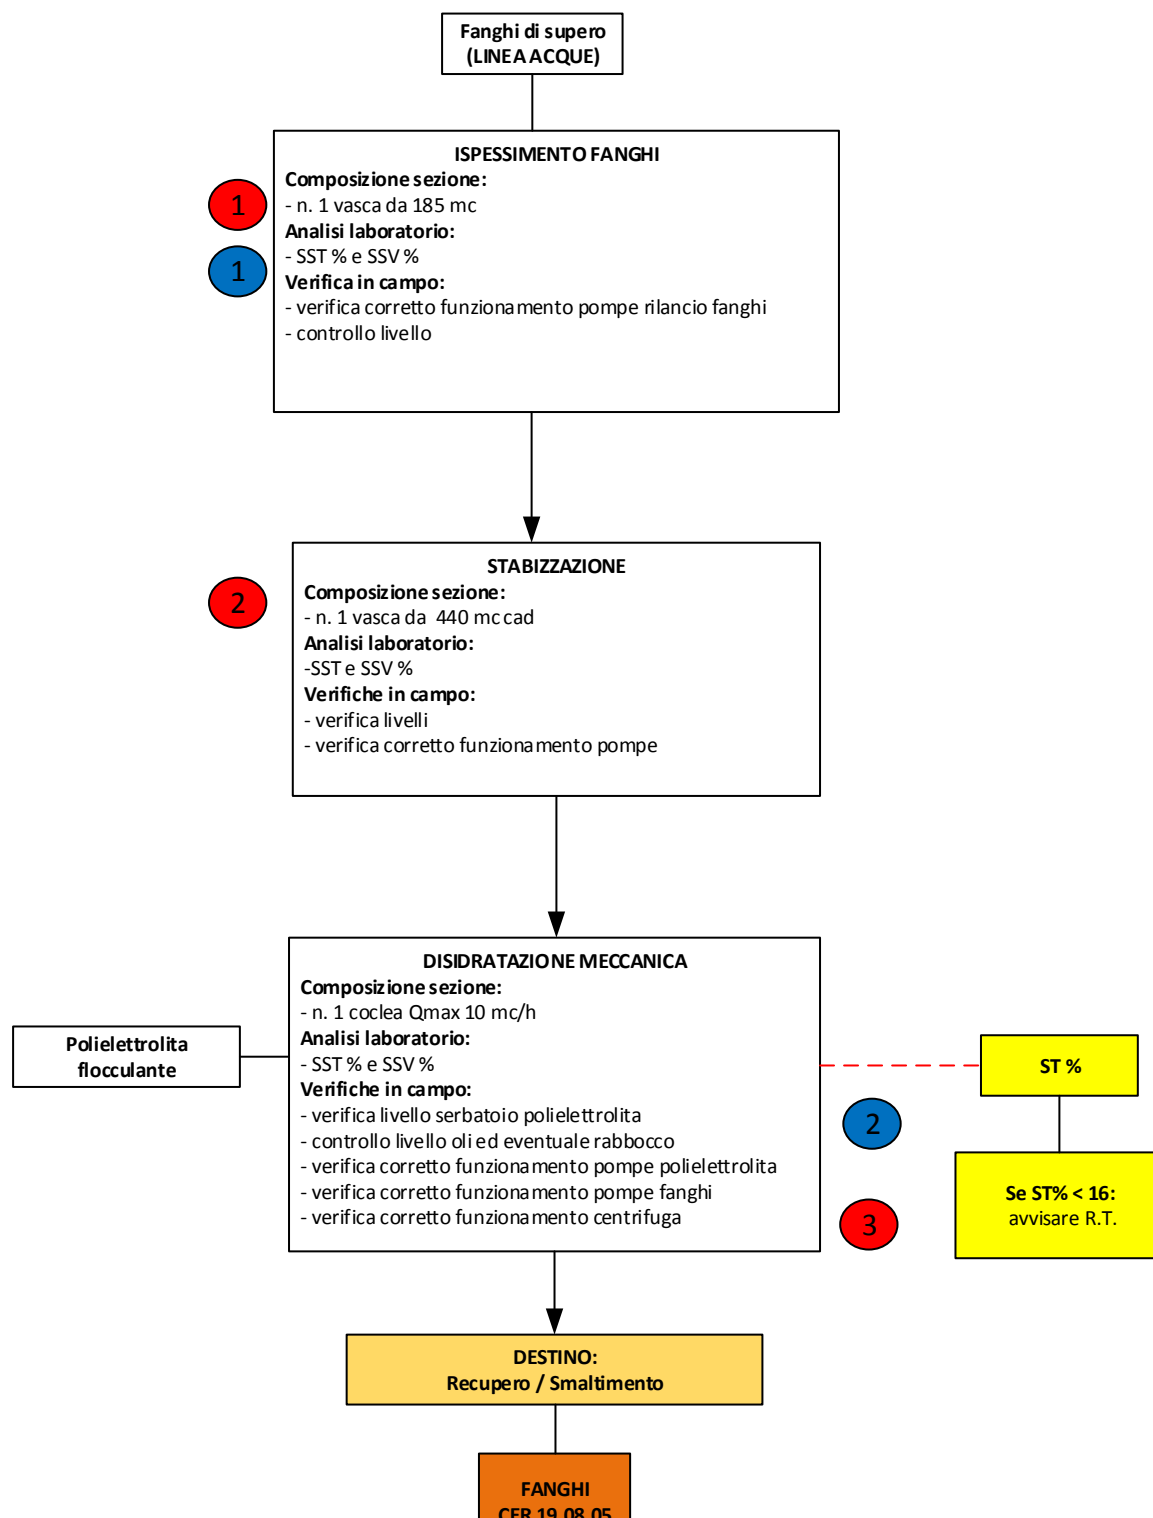 Fanghi di supero
(LINEA ACQUE)
ISPESSIMENTO FANGHI
Composizione sezione:
- n. 1 vasca da 185 mc
Analisi laboratorio:
- SST % e SSV %
Verifica in campo:
- verifica corretto funzionamento pompe rilancio fanghi
- controllo livello
1
1
STABIZZAZIONE
Composizione sezione:
- n. 1 vasca da 440 mc cad
Analisi laboratorio:
-SST e SSV %
Verifiche in campo:
- verifica livelli
- verifica corretto funzionamento pompe
2
DISIDRATAZIONE MECCANICA
Composizione sezione:
- n. 1 coclea Qmax 10 mc/h
Analisi laboratorio:
- SST % e SSV %
Verifiche in campo:
- verifica livello serbatoio polielettrolita
- controllo livello oli ed eventuale rabbocco
- verifica corretto funzionamento pompe polielettrolita
- verifica corretto funzionamento pompe fanghi
- verifica corretto funzionamento centrifuga
Polielettrolita
flocculante
ST %
2
Se ST% < 16:
avvisare R.T.
3
DESTINO:
Recupero / Smaltimento
FANGHI
CER 19.08.05